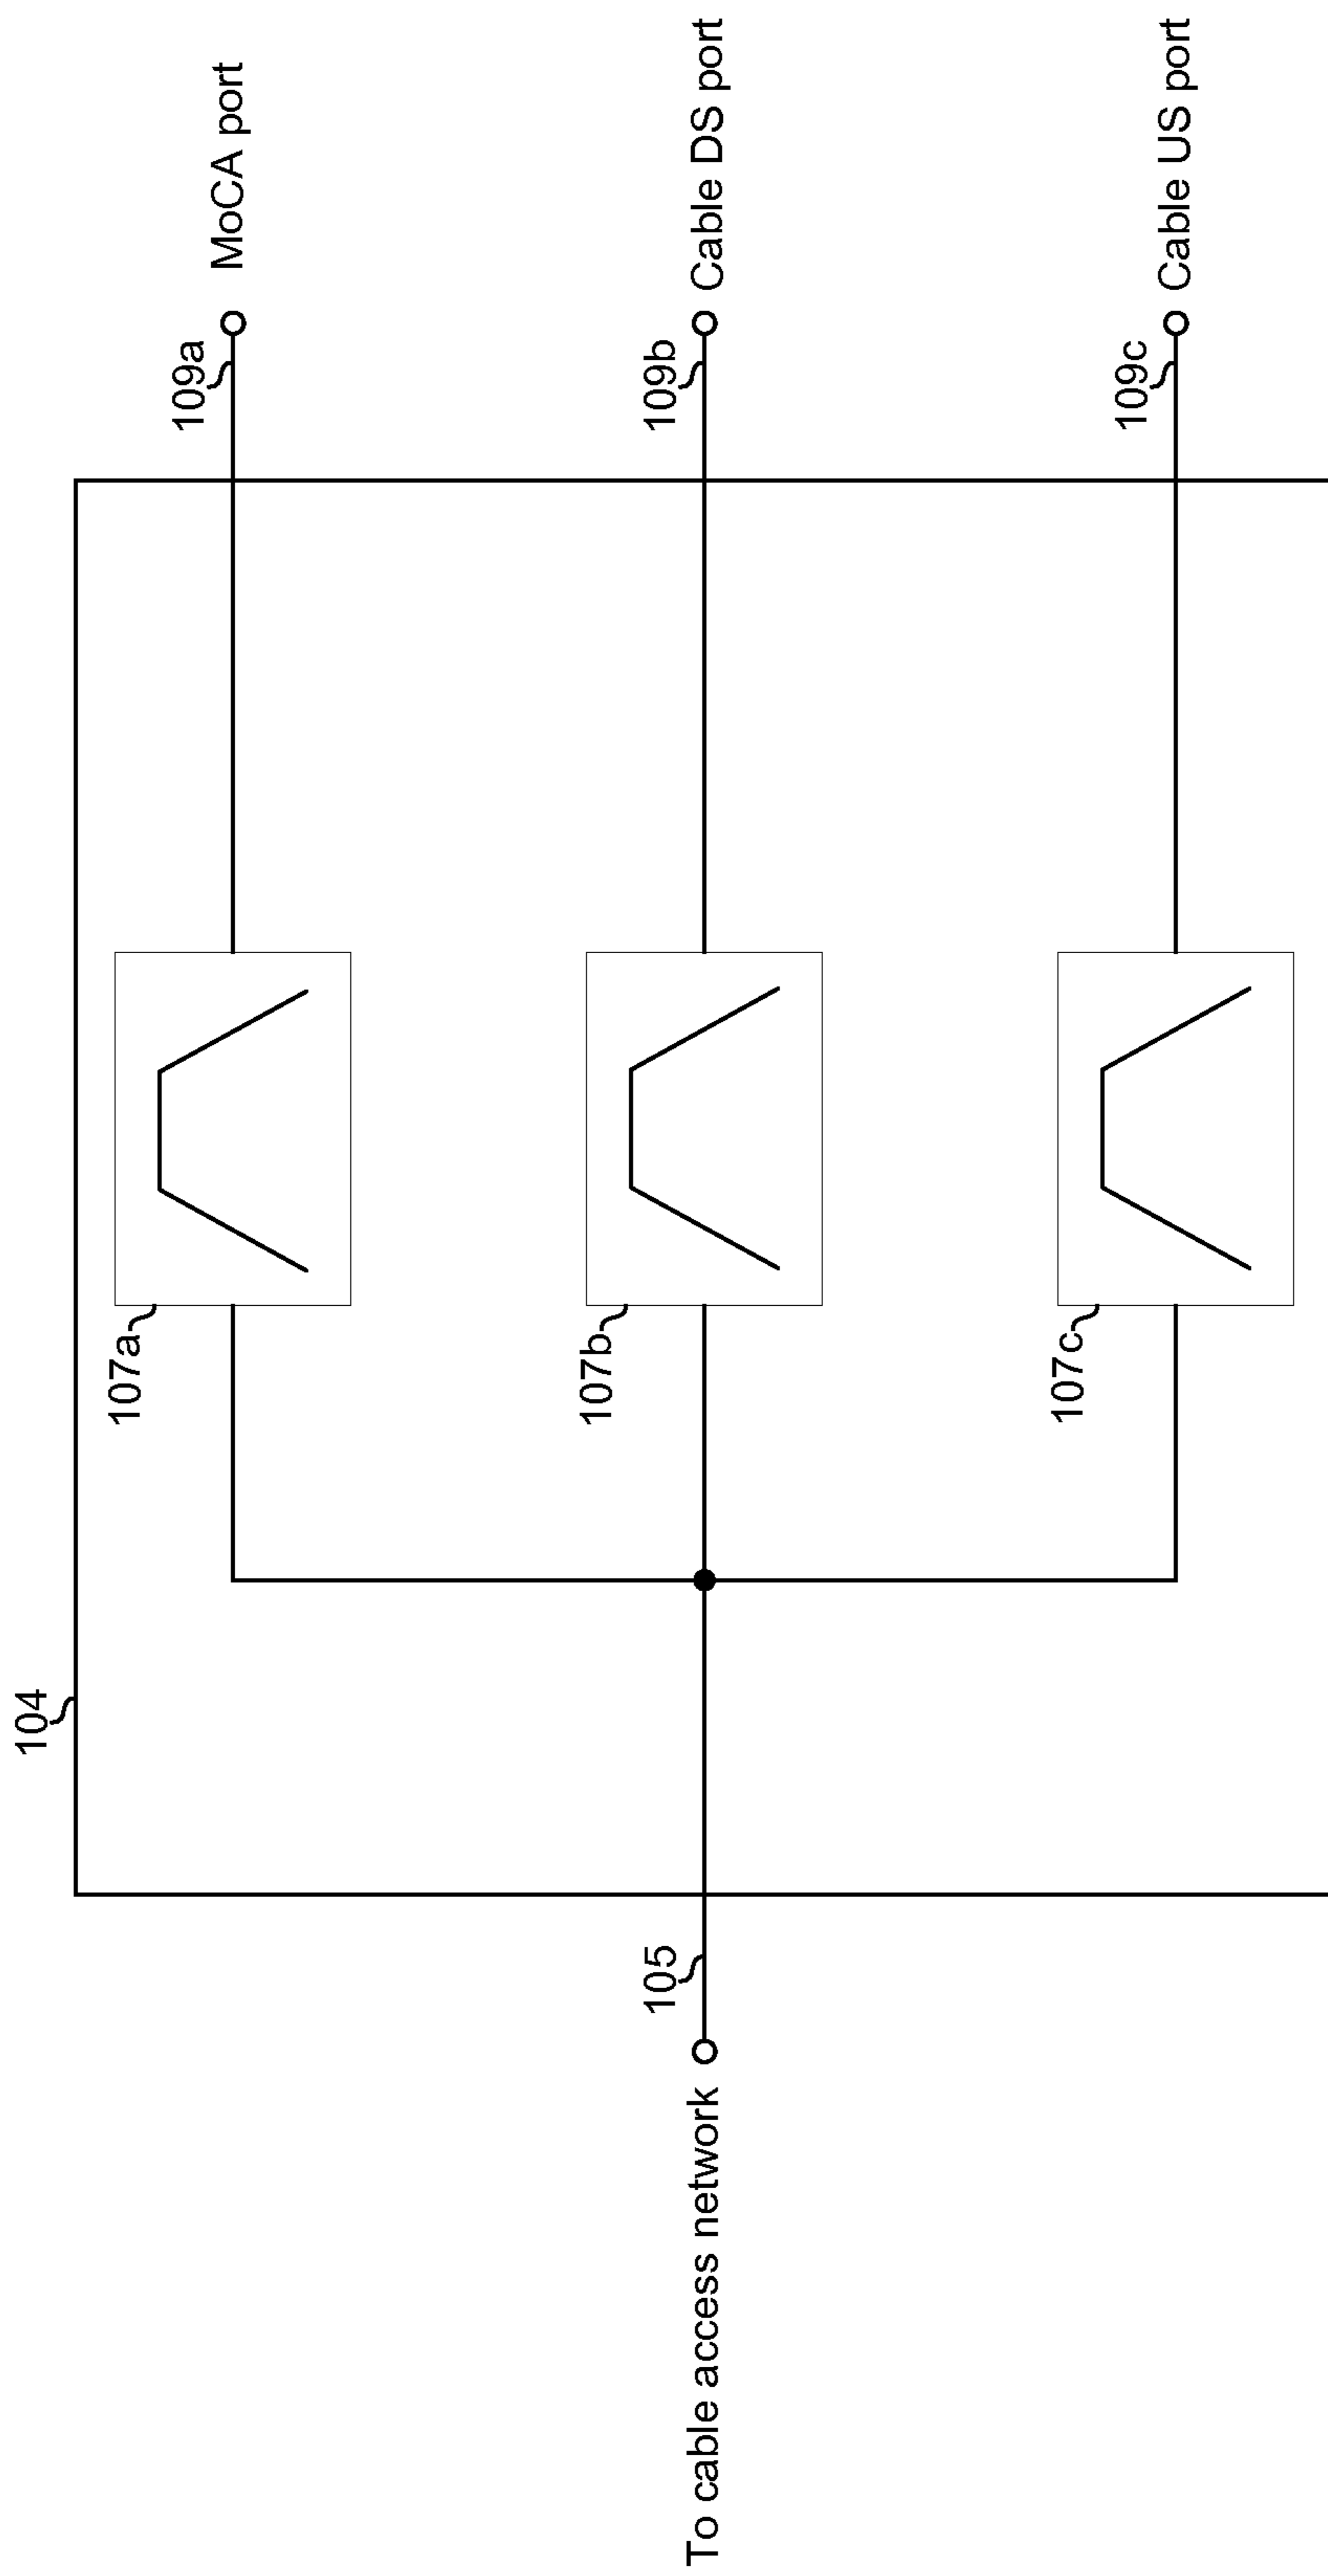 104
107a
109a
MoCA port
To cable access network
105
107b
109b
Cable DS port
107c
109c
Cable US port